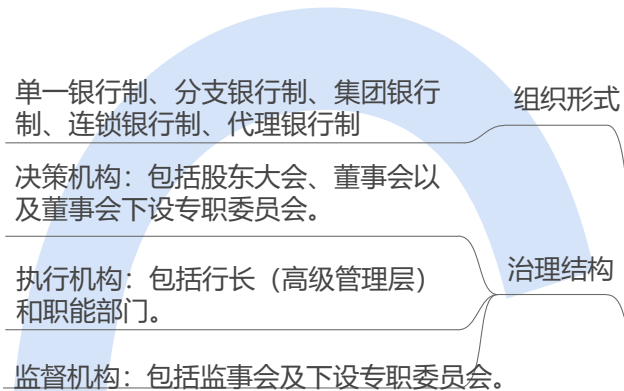 单一银行制、分支银行制、集团银行
制、连锁银行制、代理银行制
组织形式
决策机构：包括股东大会、董事会以
及董事会下设专职委员会。
执行机构：包括行长（高级管理层）
和职能部门。
治理结构
监督机构：包括监事会及下设专职委员会。